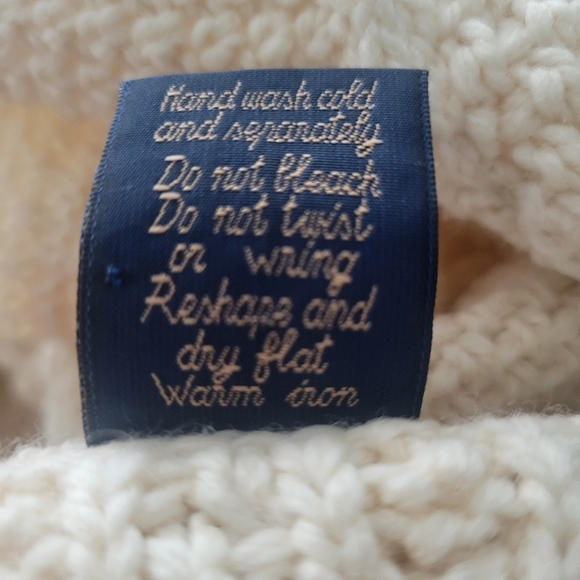 Hand wash cold
and separately
Do not bleach
Do not twist
or wring
Reshape and
dry flat
Warm iron